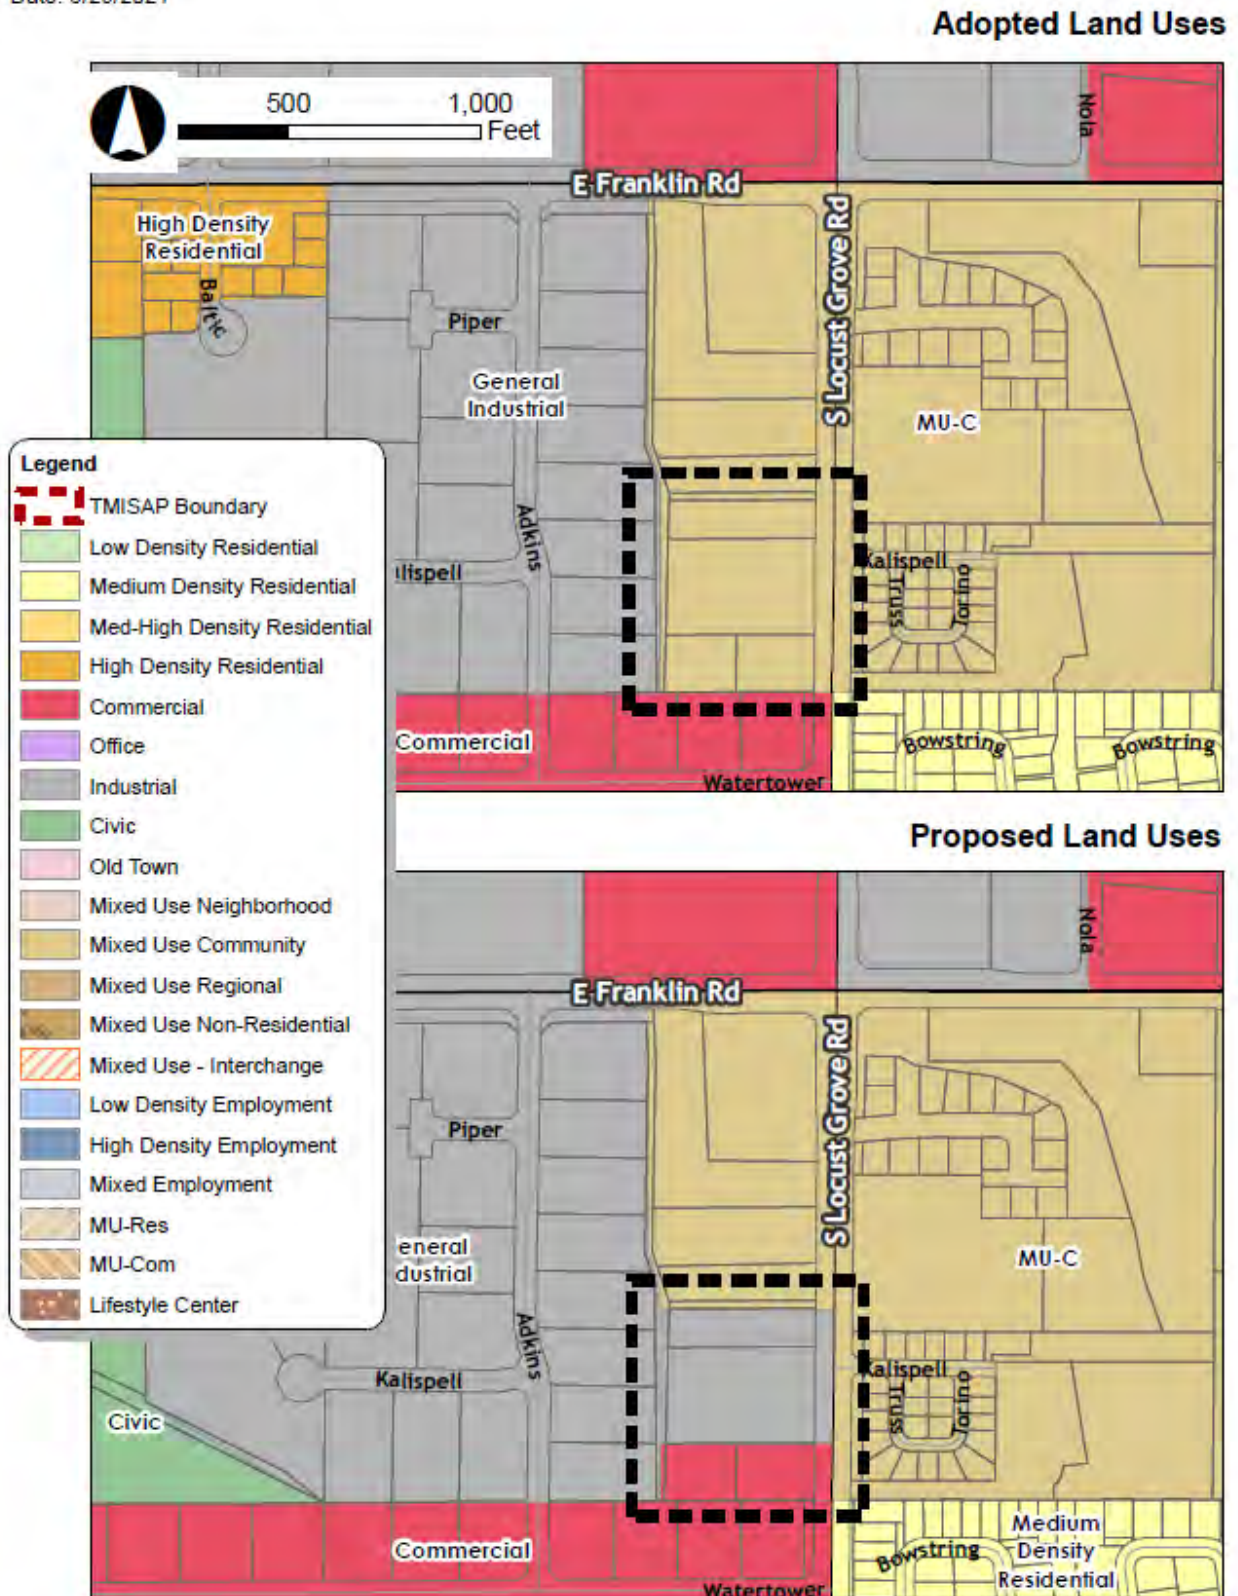 Adopted Land Uses
500 1,000
Feet
Nola
E Franklin Rd
High Density
Residential
Baltic
S Locust Grove Rd
Piper
General
Industrial
MU-C
Legend
TMISAP Boundary
Low Density Residential
Medium Density Residential
Med-High Density Residential
High Density Residential
Commercial
Office
Industrial
Civic
Old Town
Mixed Use Neighborhood
Mixed Use Community
Mixed Use Regional
Mixed Use Non-Residential
Mixed Use - Interchange
Low Density Employment
High Density Employment
Mixed Employment
MU-Res
MU-Com
Lifestyle Center
Adkins
lispell
Kalispell
Truss
Torino
Commercial
Bowstring
Bowstring
Watertower
Proposed Land Uses
Nola
E Franklin Rd
S Locust Grove Rd
Piper
eneral
dustrial
MU-C
Adkins
Kalispell
Kalispell
Truss
Torino
Civic
Commercial
Bowstring
Medium
Density
Residential
Watertower